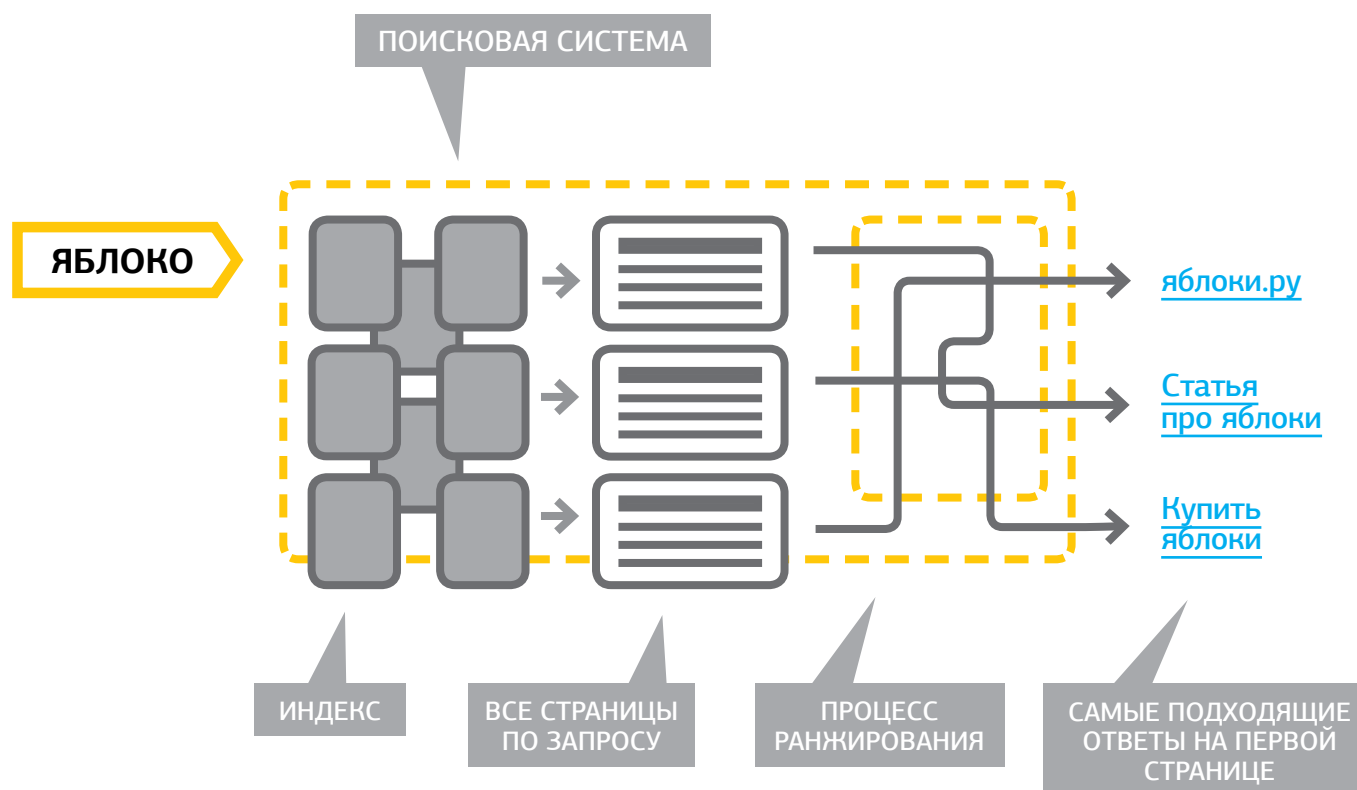 ПОИСКОВАЯ СИСТЕМА
ЯБЛОКО
яблоки.ру
Статья
про яблоки
Купить
яблоки
ИНДЕКС
ВСЕ СТРАНИЦЫ
ПО ЗАПРОСУ
ПРОЦЕСС
РАНЖИРОВАНИЯ
САМЫЕ ПОДХОДЯЩИЕ
ОТВЕТЫ НА ПЕРВОЙ
СТРАНИЦЕ